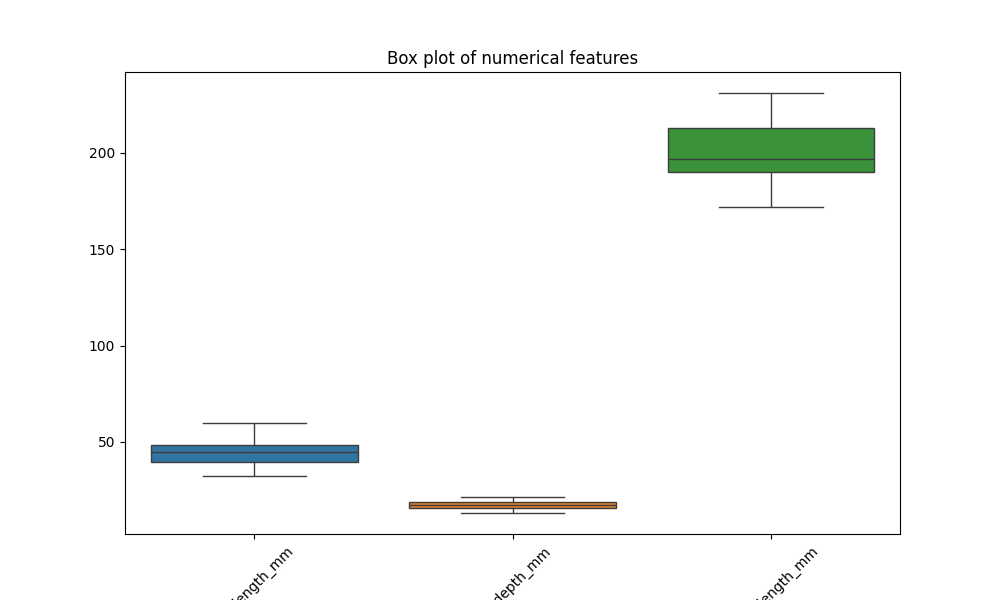 Box plot of numerical features
200
150
100
50
length_mm
depth_mm
length_mm